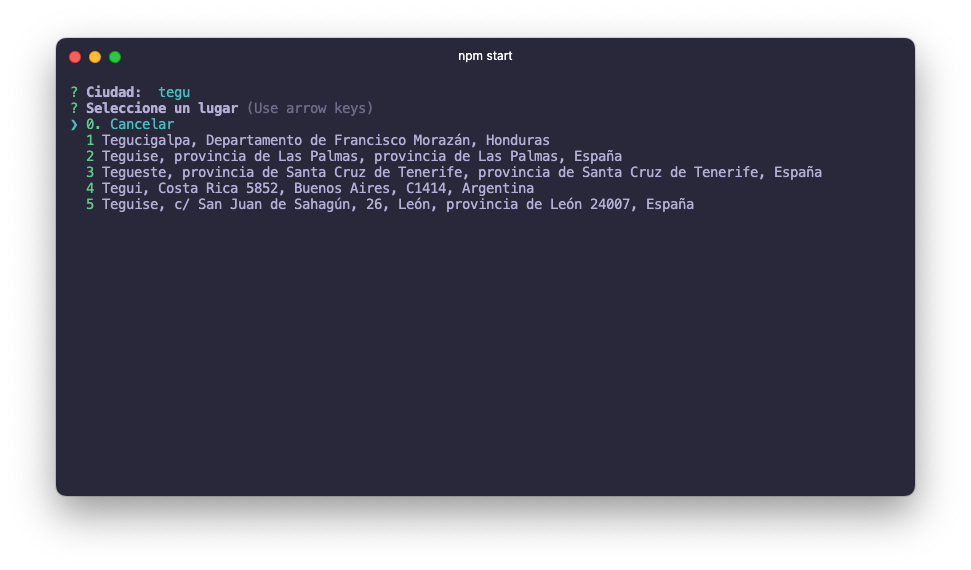 npm start
? Ciudad:  tegu
? Seleccione un lugar (Use arrow keys)
❯ 0. Cancelar
1 Tegucigalpa, Departamento de Francisco Morazán, Honduras
2 Teguise, provincia de Las Palmas, provincia de Las Palmas, España
3 Tegueste, provincia de Santa Cruz de Tenerife, provincia de Santa Cruz de Tenerife, España
4 Tegui, Costa Rica 5852, Buenos Aires, C1414, Argentina
5 Teguise, c/ San Juan de Sahagún, 26, León, provincia de León 24007, España